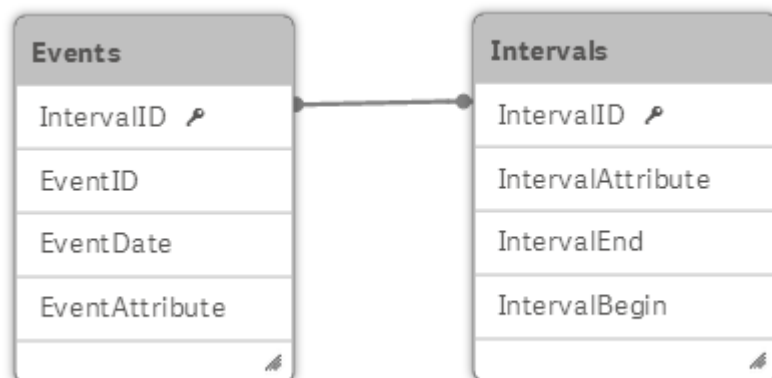 Events
IntervalID
EventID
EventDate
EventAttribute
Intervals
IntervalID
IntervalAttribute
IntervalEnd
IntervalBegin